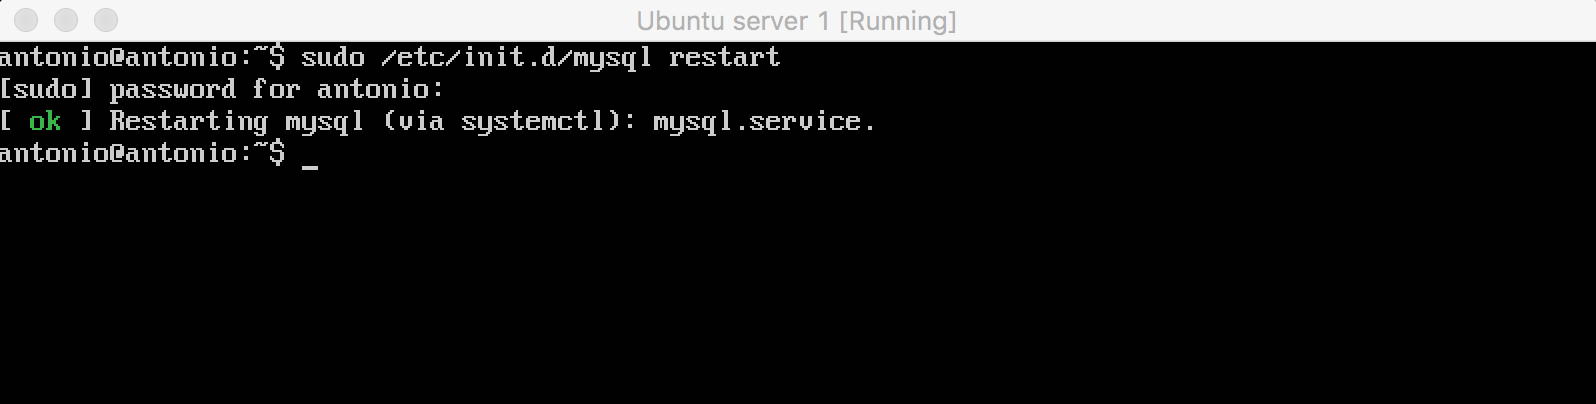 Ubuntu server 1 [Running]
antonio@antonio:~$ sudo /etc/init.d/mysql restart
[sudo] password for antonio:
[ ok ] Restarting mysql (via systemctl): mysql.service.
antonio@antonio:~$ _